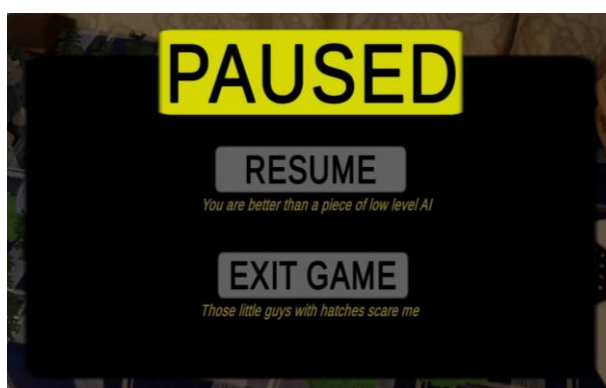 PAUSED
RESUME
You are better than a piece of low level AI
EXIT GAME
Those little guys with hatches scare me